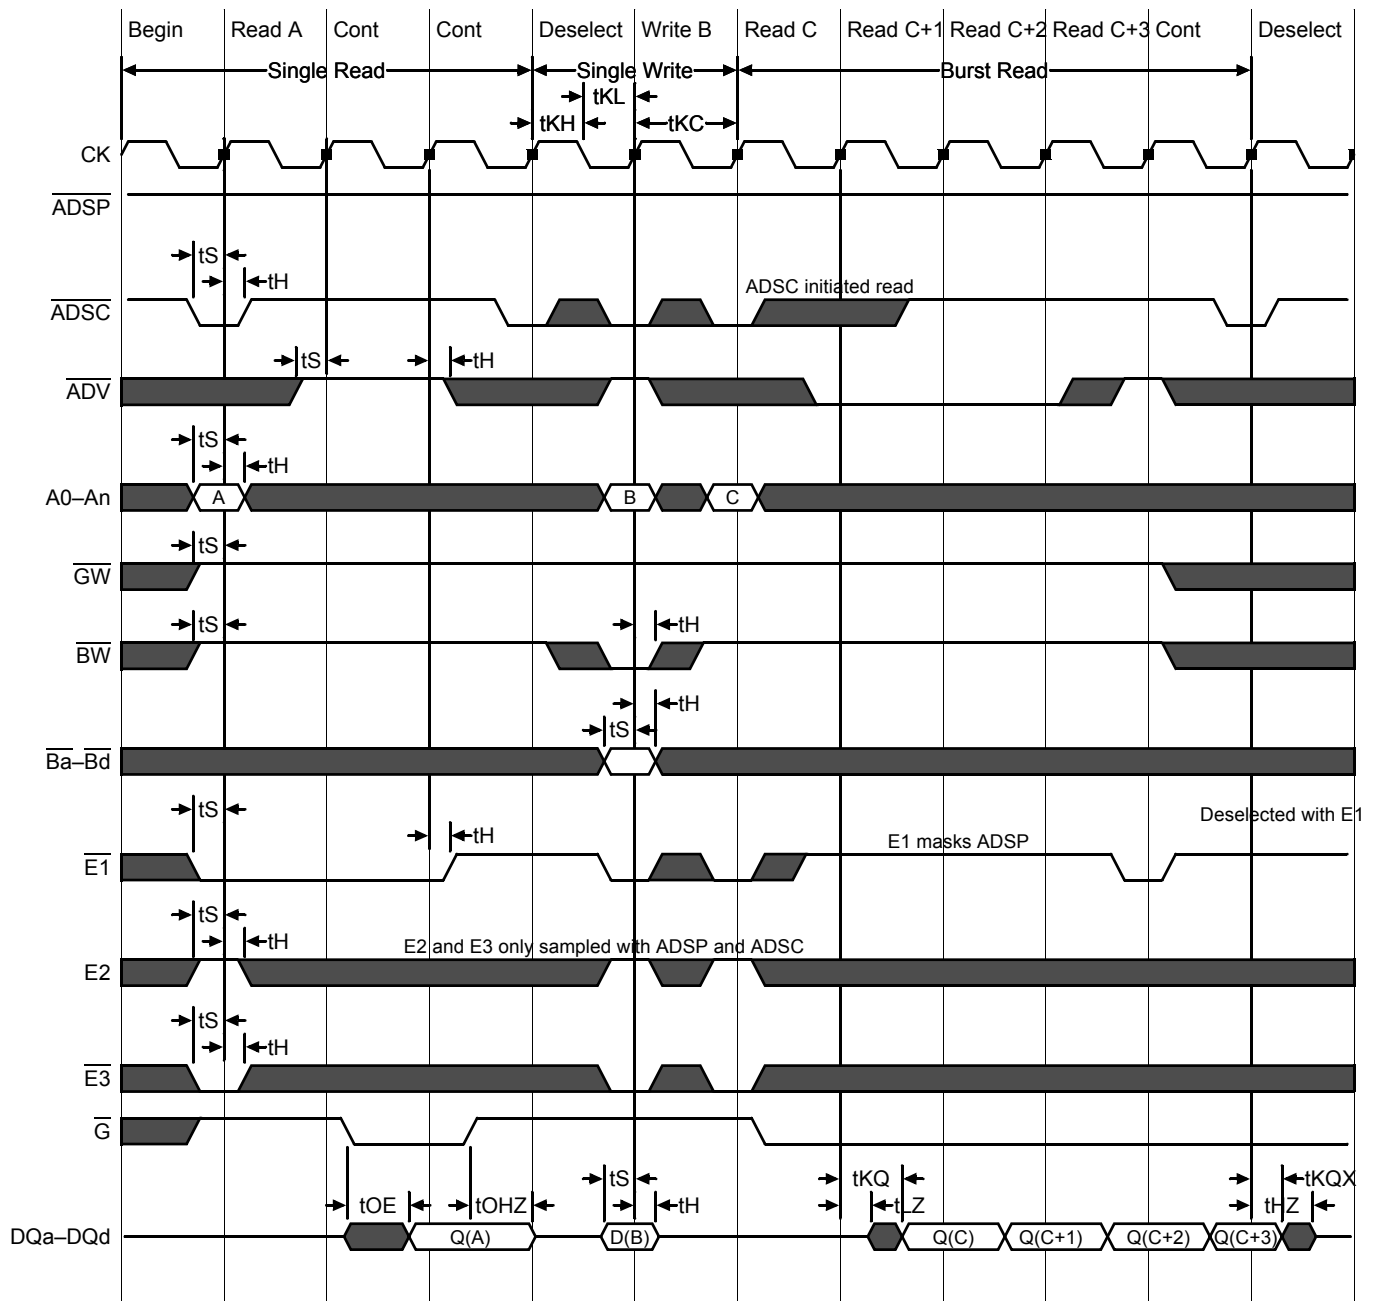 Begin Read A Cont Cont Deselect Write B Read C Read C+1 Read C+2 Read C+3 Cont Deselect
Single Read Single Write Burst Read
tKL
tKH tKC
CK
ADSP
tS
tH
ADSC initiated read
ADSC
tS tH
ADV
tS
tH
A0–An A B C
tS
GW
tS tH
BW
tH
tS
Ba–Bd
tS
Deselected with E1
tH E1 masks ADSP
E1
tS
tH E2 and E3 only sampled with ADSP and ADSC
E2
tS
tH
E3
G
tS tKQ tKQX
tOE tOHZ tH tLZ tHZ
DQa–DQd Q(A) D(B) Q(C) Q(C+1) Q(C+2) Q(C+3)